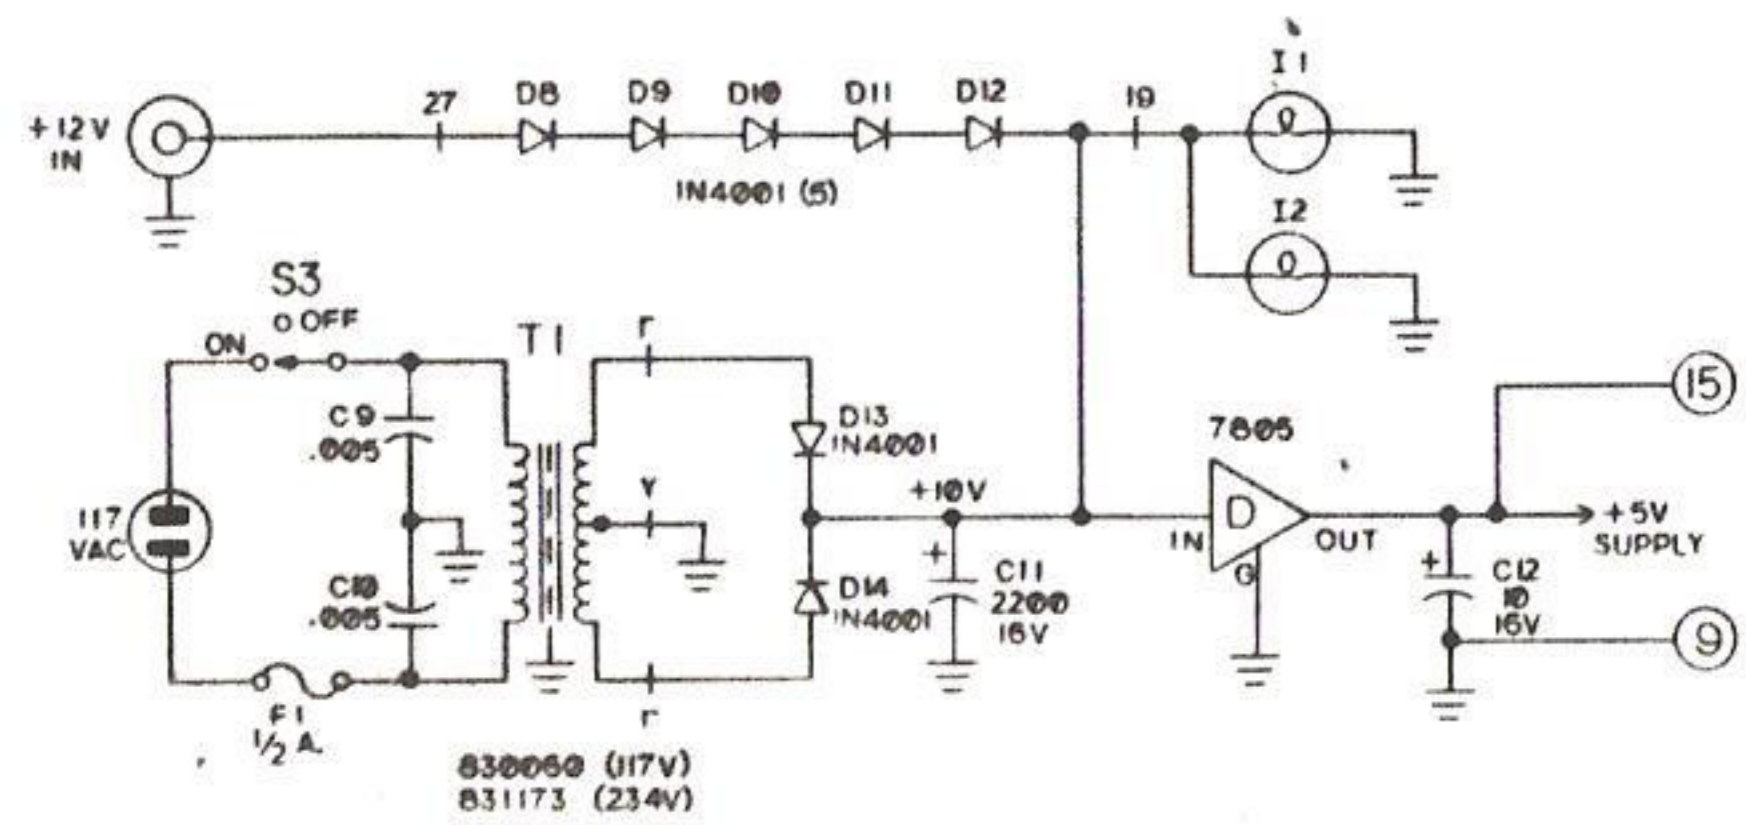 I1
27
D8
D9
D10
D11
D12
19
+12V
IN
1N4001 (5)
I2
S3
OFF
ON
T1
r
C9
.005
D13
1N4001
7805
15
117
VAC
Y
+10V
IN
D
OUT
+5V
SUPPLY
G
C10
.005
D14
1N4001
+
C11
2200
16V
+
C12
10
16V
9
F1
1/2 A.
r
830060 (117V)
831173 (234V)